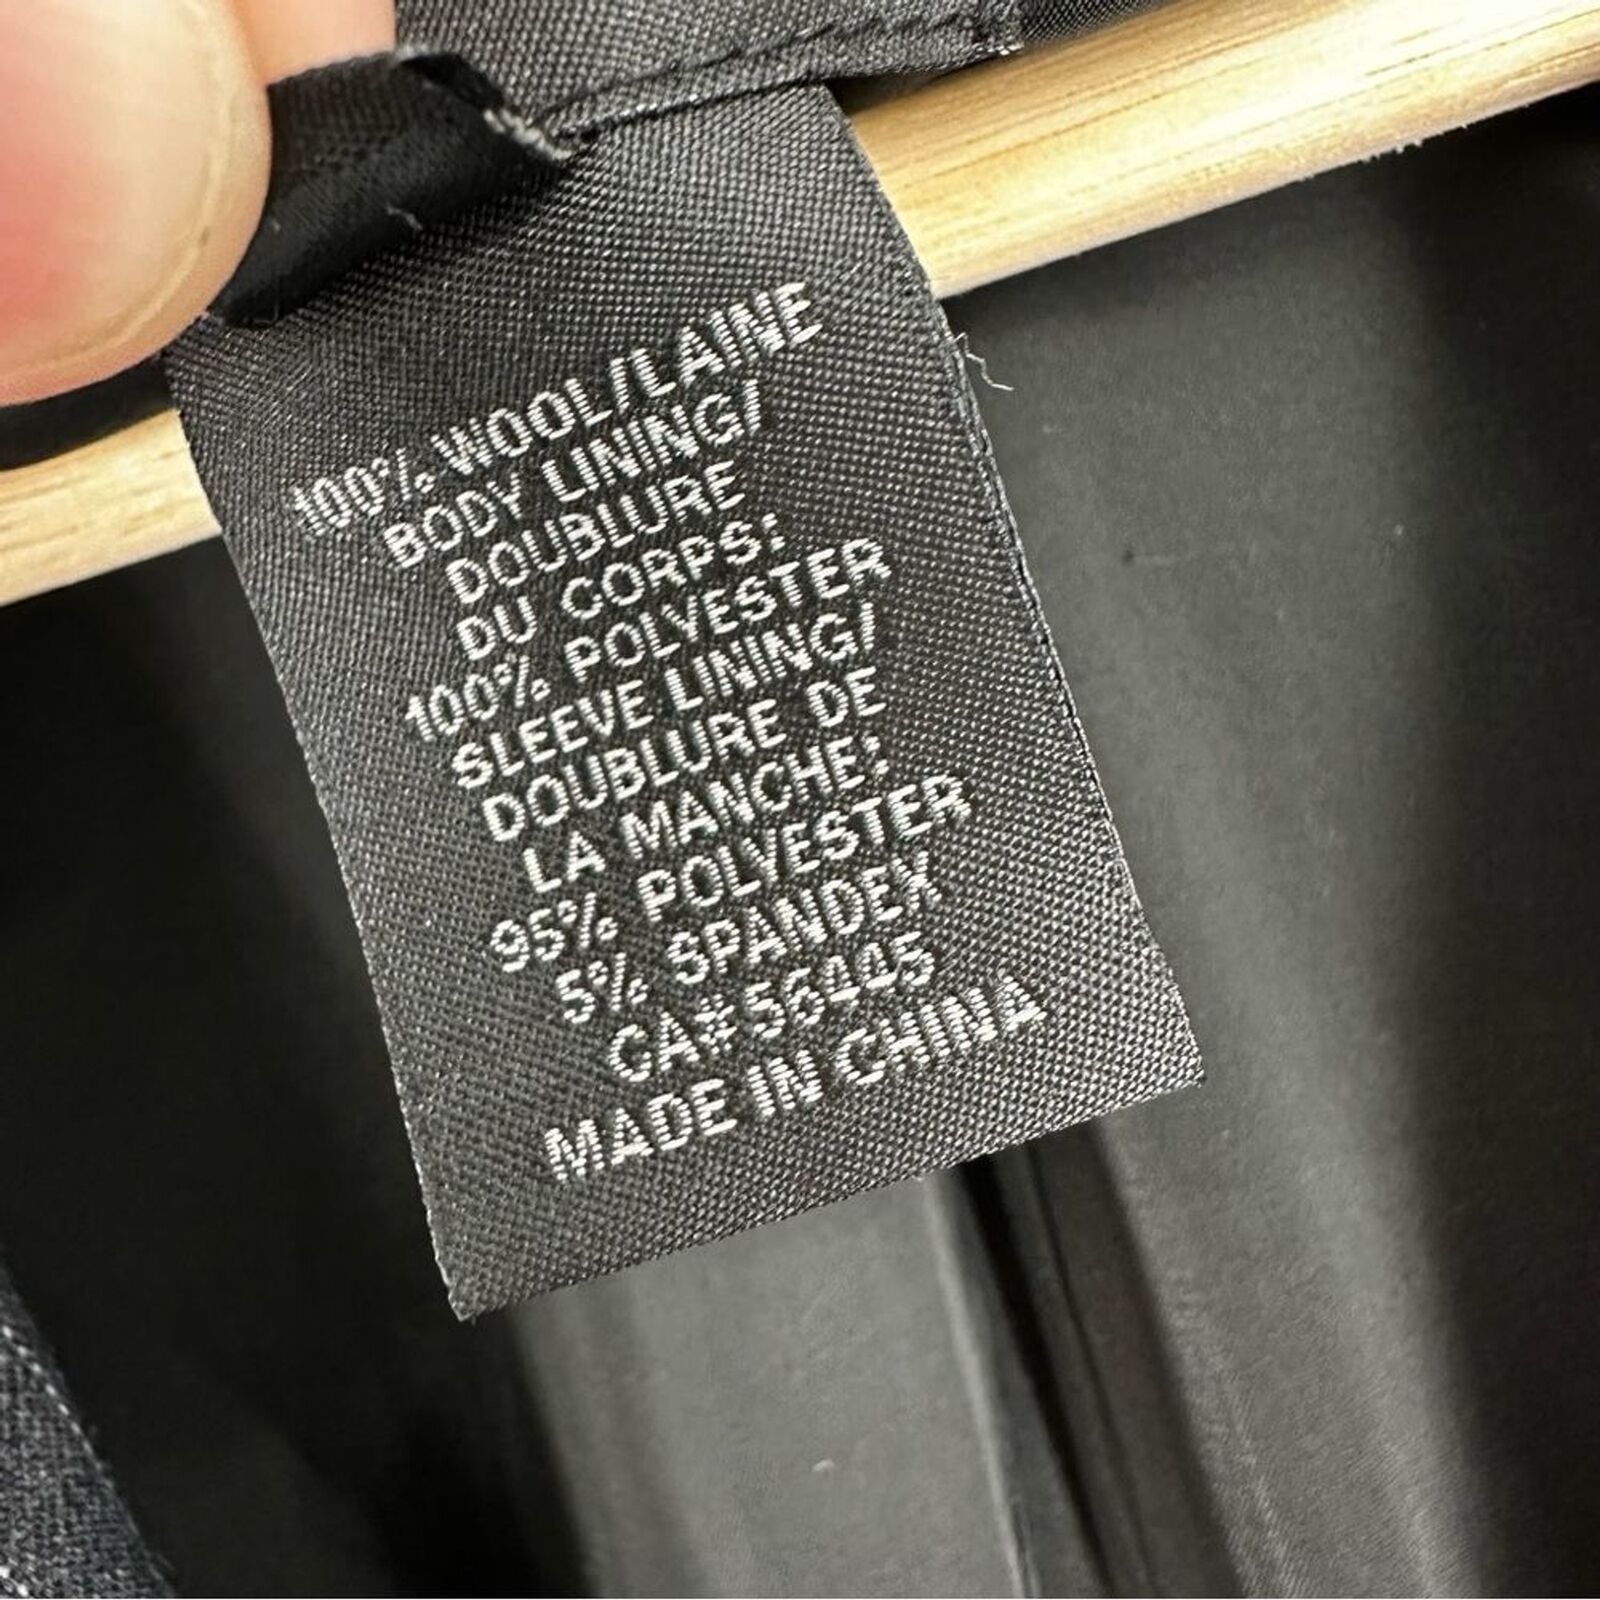 100% WOOL/LAINE
BODY LINING/
DOUBLURE
DU CORPS:
100% POLYESTER
SLEEVE LINING/
DOUBLURE DE
LA MANCHE:
95% POLYESTER
5% SPANDEX
CA# 56445
MADE IN CHINA